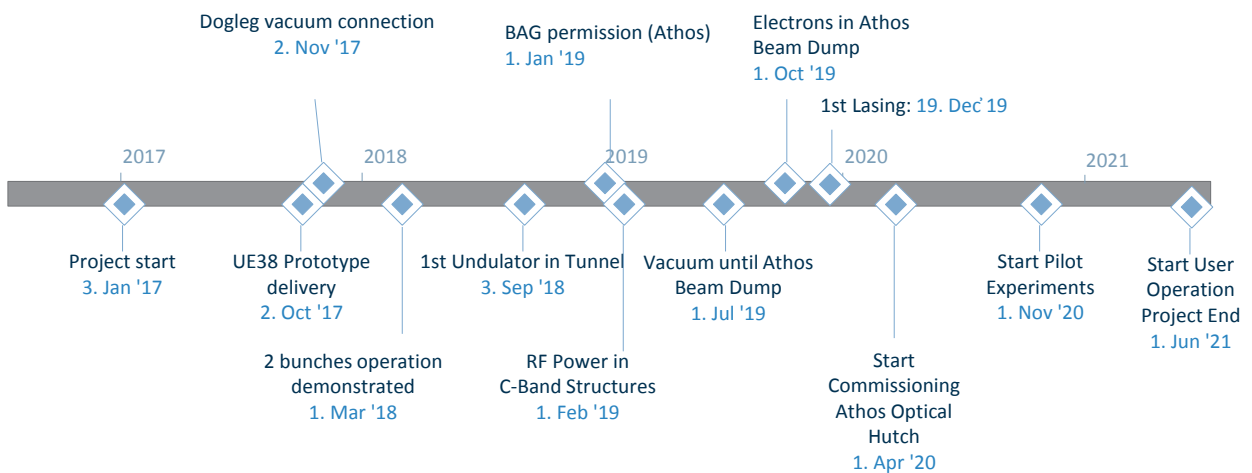 Dogleg vacuum connection
2. Nov '17
BAG permission (Athos)
1. Jan '19
Electrons in Athos
Beam Dump
1. Oct '19
1st Lasing: 19. Dec '19
2017
2018
2019
2020
2021
Project start
3. Jan '17
UE38 Prototype
delivery
2. Oct '17
2 bunches operation
demonstrated
1. Mar '18
1st Undulator in Tunnel
3. Sep '18
RF Power in
C-Band Structures
1. Feb '19
Vacuum until Athos
Beam Dump
1. Jul '19
Start
Commissioning
Athos Optical
Hutch
1. Apr '20
Start Pilot
Experiments
1. Nov '20
Start User
Operation
Project End
1. Jun '21